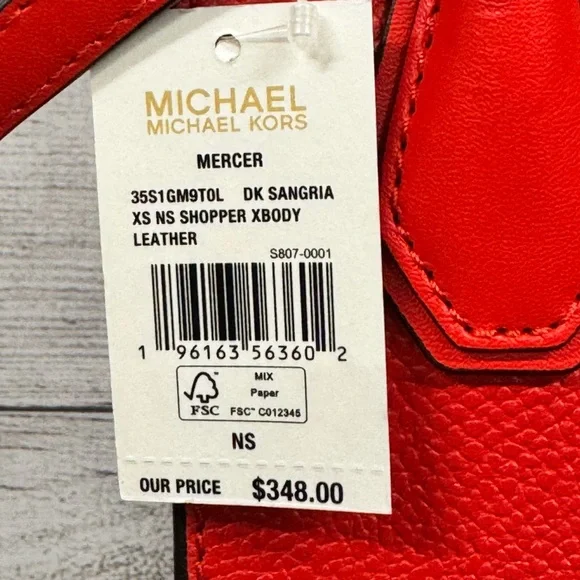 MICHAEL
MICHAEL KORS
MERCER
35S1GM9T0L DK SANGRIA
XS NS SHOPPER XBODY
LEATHER
S807-0001
1 96163 56360 2
FSC
MIX
Paper
FSC™ C012345
NS
OUR PRICE $348.00